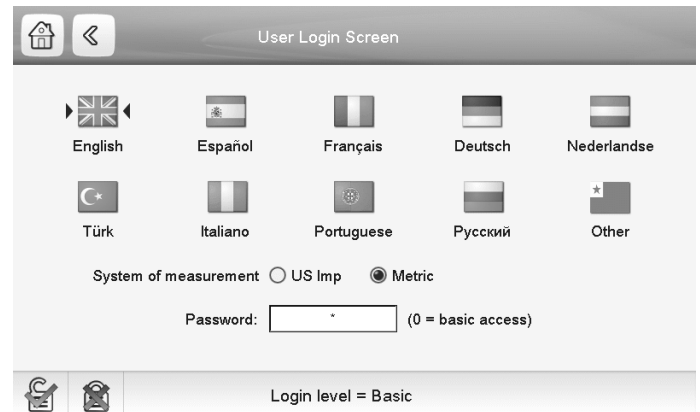 User Login Screen
English Español Français Deutsch Nederlandse
Türk Italiano Portuguese Русский Other
System of measurement US Imp Metric
Password: * (0 = basic access)
Login level = Basic